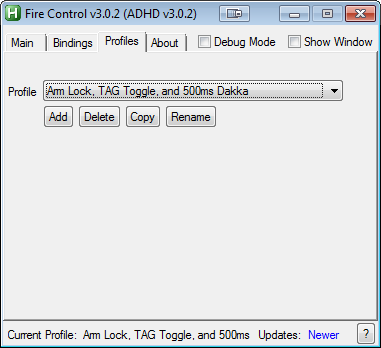 Fire Control v3.0.2 (ADHD v3.0.2)
Main Bindings Profiles About Debug Mode Show Window
Profile Arm Lock, TAG Toggle, and 500ms Dakka
Add Delete Copy Rename
Current Profile: Arm Lock, TAG Toggle, and 500ms Updates: Newer ?